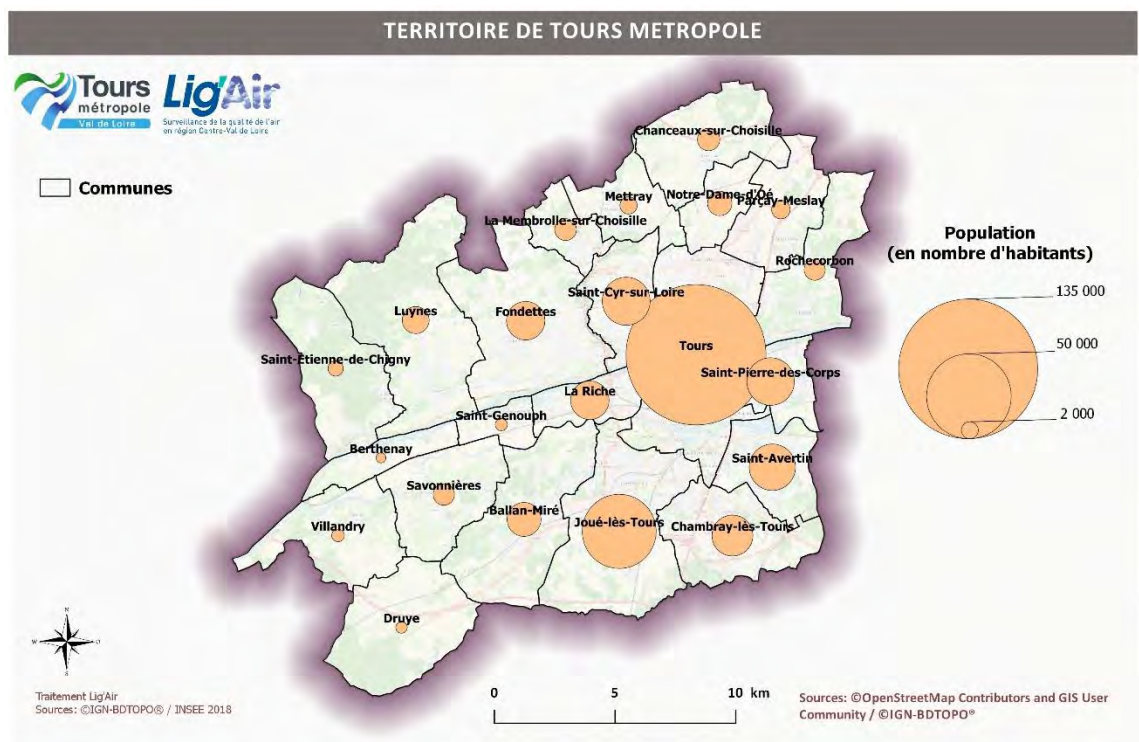 TERRITOIRE DE TOURS METROPOLE
Tours
métropole
Val de Loire
Lig'Air
Surveillance de la qualité de l'air
en région Centre-Val de Loire
Communes
Chanceaux-sur-Choisille
Mettray
Notre-Dame-d'Oé
Parçay-Meslay
La Membrolle-sur-Choisille
Rochecorbon
Saint-Cyr-sur-Loire
Luynes
Fondettes
Tours
Saint-Etienne-de-Chigny
Saint-Pierre-des-Corps
La Riche
Saint-Genouph
Berthenay
Saint-Avertin
Savonnières
Ballan-Miré
Joué-lès-Tours
Chambray-lès-Tours
Villandry
Druye
Population
(en nombre d'habitants)
135 000
50 000
2 000
N
W
O
S
Traitement Lig'Air
Sources: ©IGN-BDTOPO® / INSEE 2018
0 5 10 km
Sources: ©OpenStreetMap Contributors and GIS User
Community / ©IGN-BDTOPO®